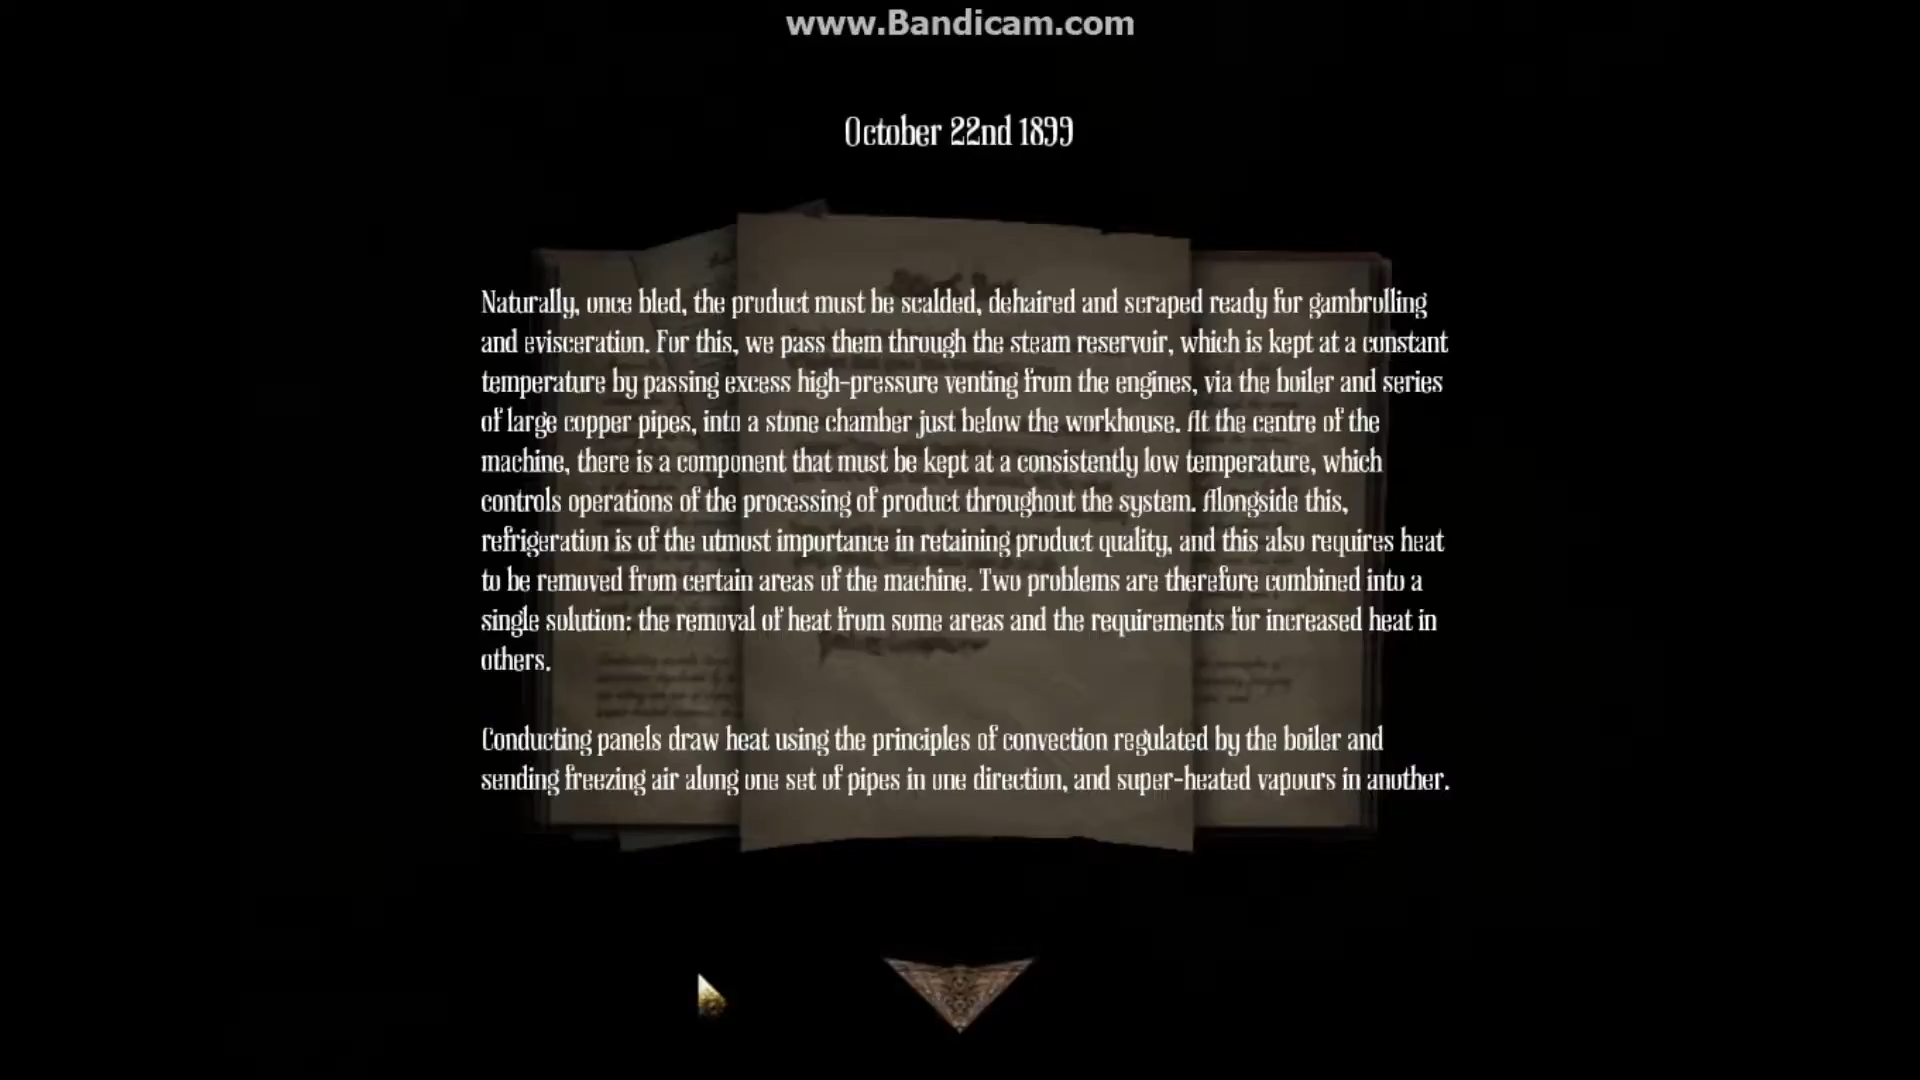 www.Bandicam.com
October 22nd 1899
Naturally, once bled, the product must be scalded, dehaired and scraped ready for gambrolling
and evisceration. For this, we pass them through the steam reservoir, which is kept at a constant
temperature by passing excess high-pressure venting from the engines, via the boiler and series
of large copper pipes, into a stone chamber just below the workhouse. At the centre of the
machine, there is a component that must be kept at a consistently low temperature, which
controls operations of the processing of product throughout the system. Alongside this,
refrigeration is of the utmost importance in retaining product quality, and this also requires heat
to be removed from certain areas of the machine. Two problems are therefore combined into a
single solution: the removal of heat from some areas and the requirements for increased heat in
others.
Conducting panels draw heat using the principles of convection regulated by the boiler and
sending freezing air along one set of pipes in one direction, and super-heated vapours in another.